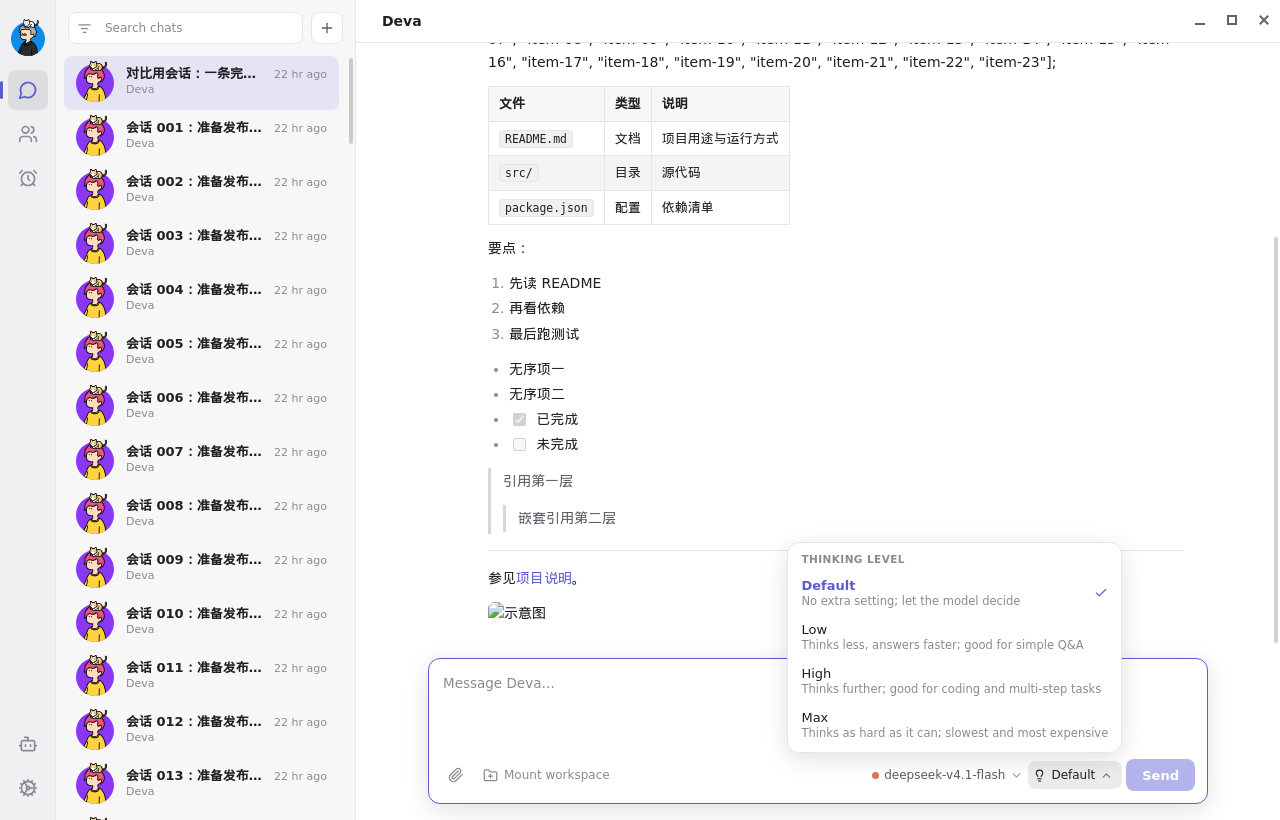 Search chats
对比用会话：一条完... 22 hr ago
Deva
会话 001：准备发布... 22 hr ago
Deva
会话 002：准备发布... 22 hr ago
Deva
会话 003：准备发布... 22 hr ago
Deva
会话 004：准备发布... 22 hr ago
Deva
会话 005：准备发布... 22 hr ago
Deva
会话 006：准备发布... 22 hr ago
Deva
会话 007：准备发布... 22 hr ago
Deva
会话 008：准备发布... 22 hr ago
Deva
会话 009：准备发布... 22 hr ago
Deva
会话 010：准备发布... 22 hr ago
Deva
会话 011：准备发布... 22 hr ago
Deva
会话 012：准备发布... 22 hr ago
Deva
会话 013：准备发布... 22 hr ago
Deva
Deva
16", "item-17", "item-18", "item-19", "item-20", "item-21", "item-22", "item-23"];
文件 类型 说明
README.md 文档 项目用途与运行方式
src/ 目录 源代码
package.json 配置 依赖清单
要点：
1. 先读 README
2. 再看依赖
3. 最后跑测试
• 无序项一
• 无序项二
• 已完成
• 未完成
引用第一层
嵌套引用第二层
参见项目说明。
示意图
THINKING LEVEL
Default
No extra setting; let the model decide
Low
Thinks less, answers faster; good for simple Q&A
High
Thinks further; good for coding and multi-step tasks
Max
Thinks as hard as it can; slowest and most expensive
Message Deva...
Mount workspace
deepseek-v4.1-flash
Default
Send